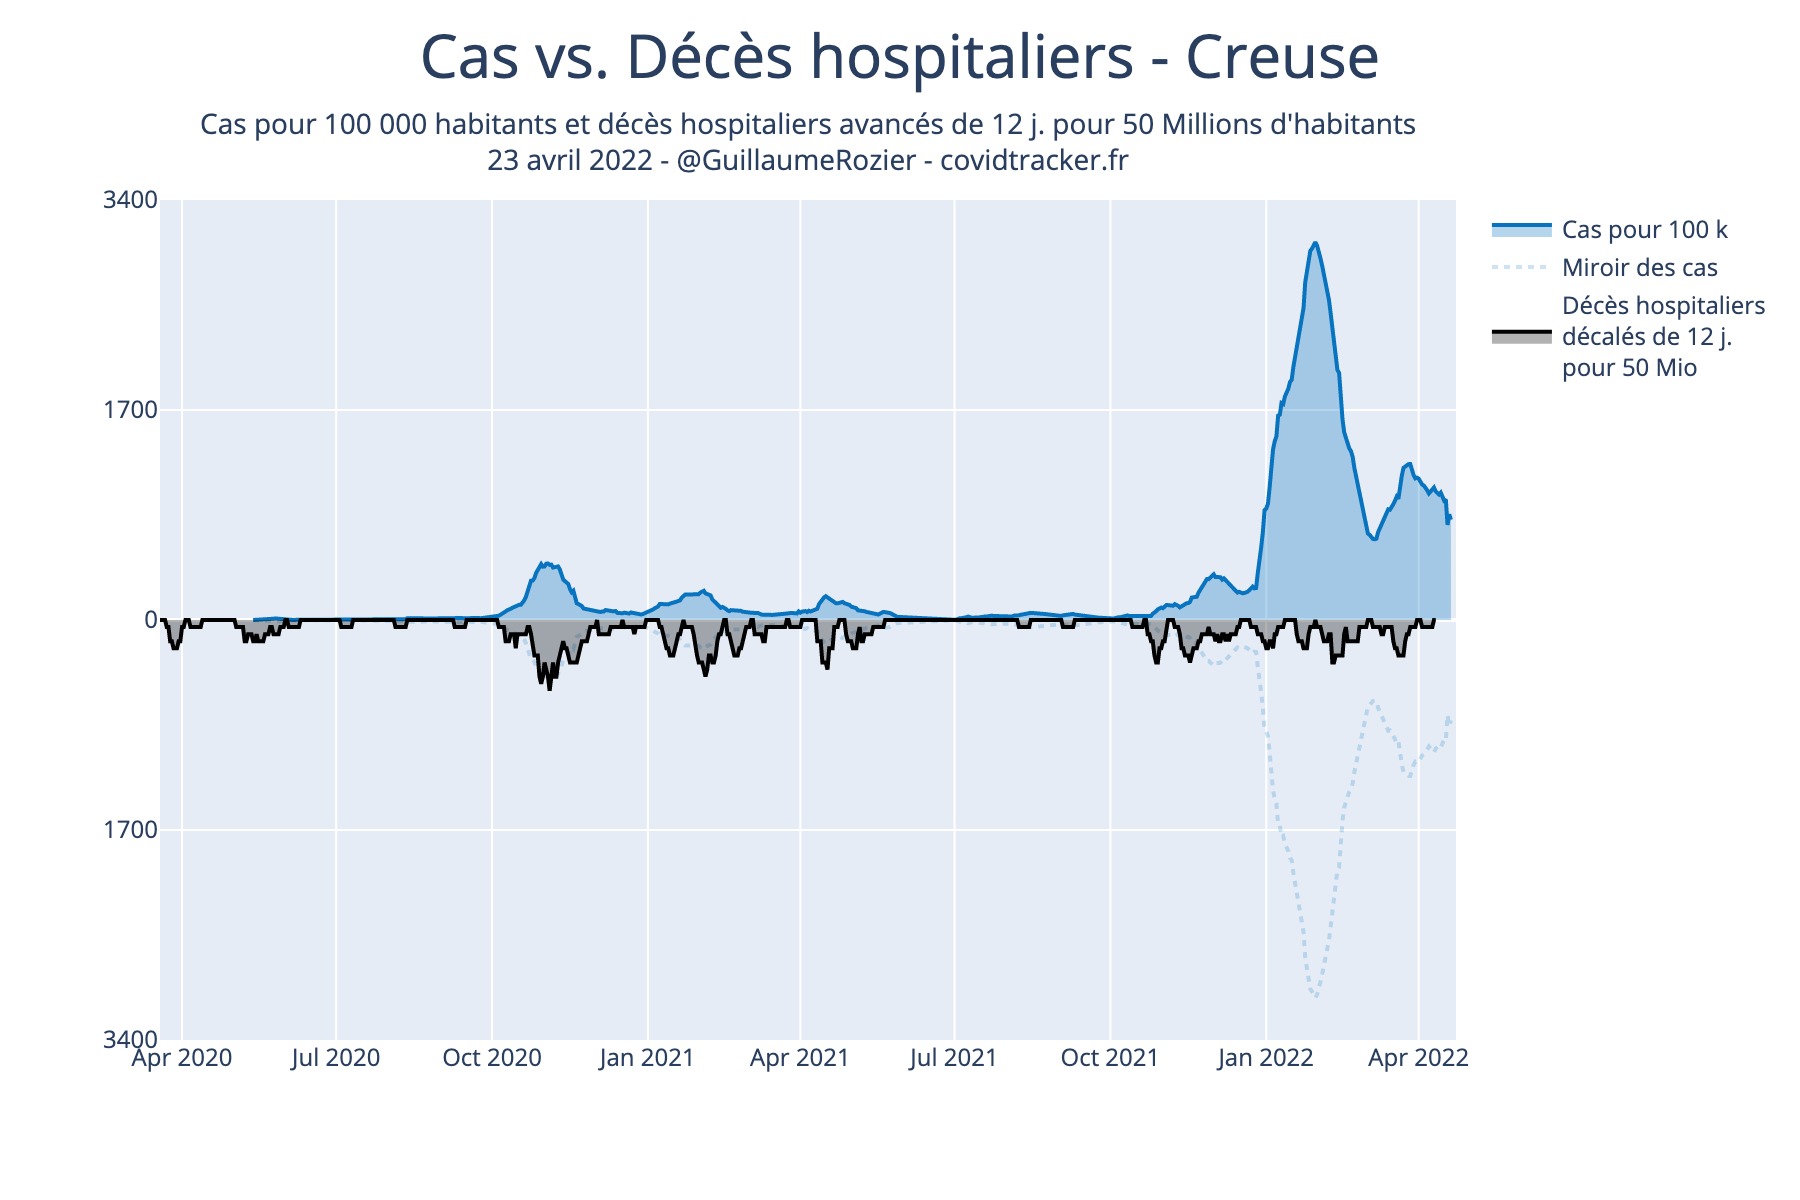 Cas vs. Décès hospitaliers - Creuse
Cas pour 100 000 habitants et décès hospitaliers avancés de 12 j. pour 50 Millions d'habitants
23 avril 2022 - @GuillaumeRozier - covidtracker.fr
3400
1700
0
1700
3400
Apr 2020
Jul 2020
Oct 2020
Jan 2021
Apr 2021
Jul 2021
Oct 2021
Jan 2022
Apr 2022
Cas pour 100 k
Miroir des cas
Décès hospitaliers
décalés de 12 j.
pour 50 Mio